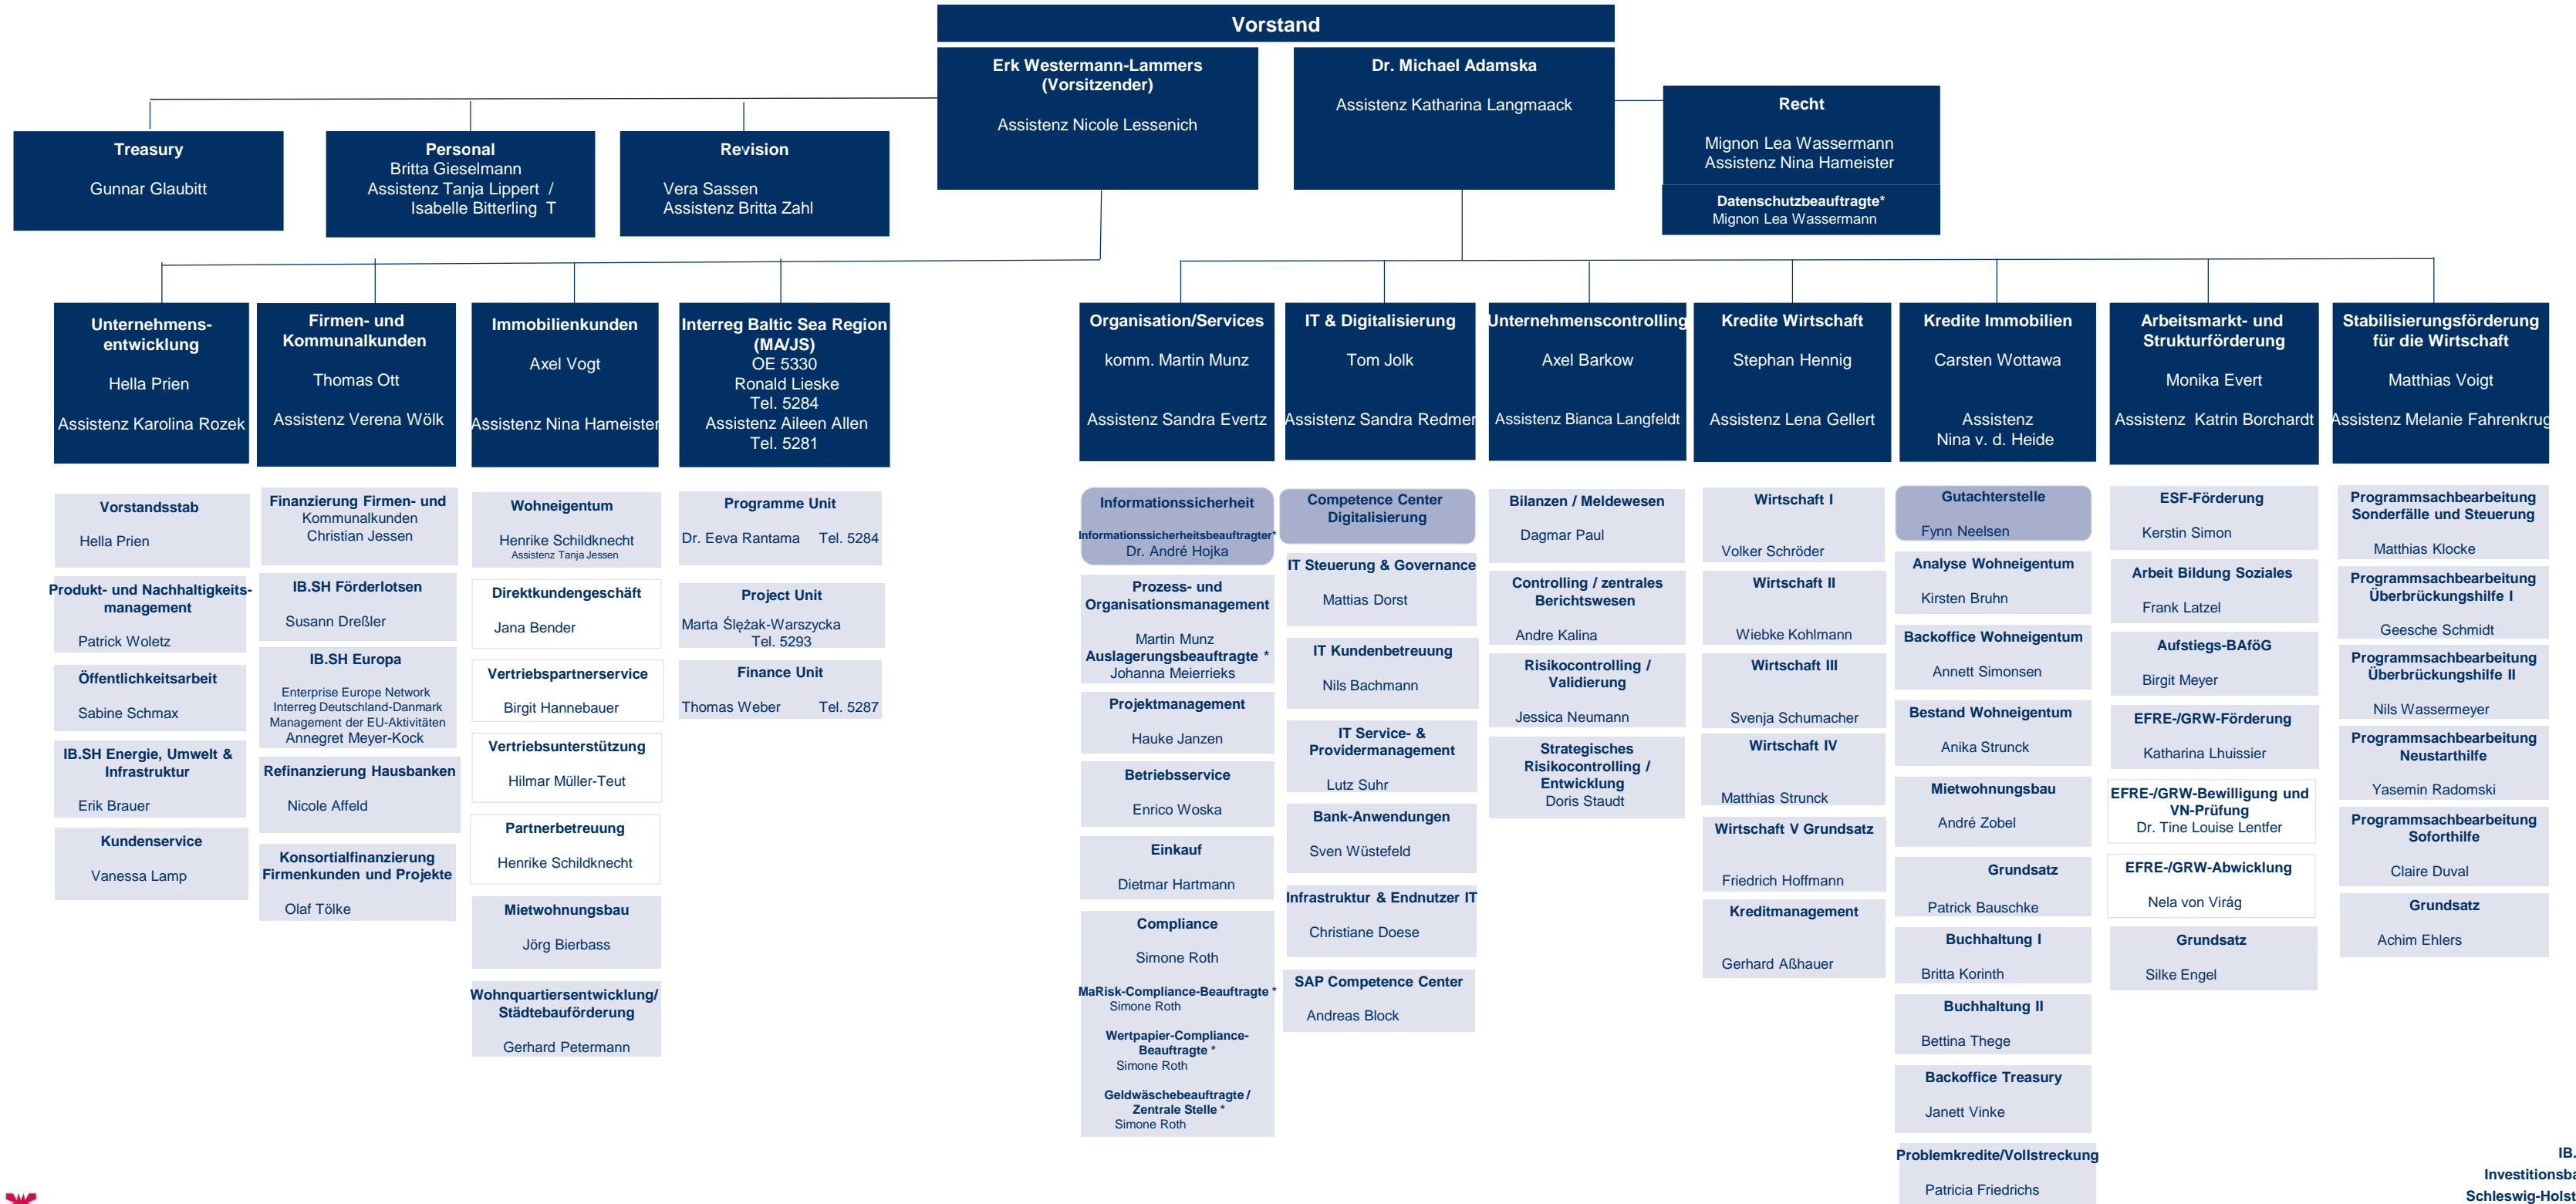 Vorstand
Erk Westermann-Lammers
(Vorsitzender)
Assistenz Nicole Lessenich
Dr. Michael Adamska
Assistenz Katharina Langmaack
Recht
Mignon Lea Wassermann
Assistenz Nina Hameister
Datenschutzbeauftragte*
Mignon Lea Wassermann
Treasury
Gunnar Glaubitt
Personal
Britta Gieselmann
Assistenz Tanja Lippert /
Isabelle Bitterling T
Revision
Vera Sassen
Assistenz Britta Zahl
Unternehmens-
entwicklung
Hella Prien
Assistenz Karolina Rozek
Vorstandsstab
Hella Prien
Produkt- und Nachhaltigkeits-
management
Patrick Woletz
Öffentlichkeitsarbeit
Sabine Schmax
IB.SH Energie, Umwelt &
Infrastruktur
Erik Brauer
Kundenservice
Vanessa Lamp
Firmen- und
Kommunalkunden
Thomas Ott
Assistenz Verena Wölk
Finanzierung Firmen- und
Kommunalkunden
Christian Jessen
IB.SH Förderlotsen
Susann Dreßler
IB.SH Europa
Enterprise Europe Network
Interreg Deutschland-Danmark
Management der EU-Aktivitäten
Annegret Meyer-Kock
Refinanzierung Hausbanken
Nicole Affeld
Konsortialfinanzierung
Firmenkunden und Projekte
Olaf Tölke
Immobilienkunden
Axel Vogt
Assistenz Nina Hameister
Wohneigentum
Henrike Schildknecht
Assistenz Tanja Jessen
Direktkundengeschäft
Jana Bender
Vertriebspartnerservice
Birgit Hannebauer
Vertriebsunterstützung
Hilmar Müller-Teut
Partnerbetreuung
Henrike Schildknecht
Mietwohnungsbau
Jörg Bierbass
Wohnquartiersentwicklung/
Städtebauförderung
Gerhard Petermann
Interreg Baltic Sea Region
(MA/JS)
OE 5330
Ronald Lieske
Tel. 5284
Assistenz Aileen Allen
Tel. 5281
Programme Unit
Dr. Eeva Rantama Tel. 5284
Project Unit
Marta Ślężak-Warszycka
Tel. 5293
Finance Unit
Thomas Weber Tel. 5287
Organisation/Services
komm. Martin Munz
Assistenz Sandra Evertz
Informationssicherheit
Informationssicherheitsbeauftragter*
Dr. André Hojka
Prozess- und
Organisationsmanagement
Martin Munz
Auslagerungsbeauftragte *
Johanna Meierrieks
Projektmanagement
Hauke Janzen
Betriebsservice
Enrico Woska
Einkauf
Dietmar Hartmann
Compliance
Simone Roth
MaRisk-Compliance-Beauftragte *
Simone Roth
Wertpapier-Compliance-
Beauftragte *
Simone Roth
Geldwäschebeauftragte /
Zentrale Stelle *
Simone Roth
IT & Digitalisierung
Tom Jolk
Assistenz Sandra Redmer
Competence Center
Digitalisierung
IT Steuerung & Governance
Mattias Dorst
IT Kundenbetreuung
Nils Bachmann
IT Service- &
Providermanagement
Lutz Suhr
Bank-Anwendungen
Sven Wüstefeld
Infrastruktur & Endnutzer IT
Christiane Doese
SAP Competence Center
Andreas Block
Unternehmenscontrolling
Axel Barkow
Assistenz Bianca Langfeldt
Bilanzen / Meldewesen
Dagmar Paul
Controlling / zentrales
Berichtswesen
Andre Kalina
Risikocontrolling /
Validierung
Jessica Neumann
Strategisches
Risikocontrolling /
Entwicklung
Doris Staudt
Kredite Wirtschaft
Stephan Hennig
Assistenz Lena Gellert
Wirtschaft I
Volker Schröder
Wirtschaft II
Wiebke Kohlmann
Wirtschaft III
Svenja Schumacher
Wirtschaft IV
Matthias Strunck
Wirtschaft V Grundsatz
Friedrich Hoffmann
Kreditmanagement
Gerhard Aßhauer
Kredite Immobilien
Carsten Wottawa
Assistenz
Nina v. d. Heide
Gutachterstelle
Fynn Neelsen
Analyse Wohneigentum
Kirsten Bruhn
Backoffice Wohneigentum
Annett Simonsen
Bestand Wohneigentum
Anika Strunck
Mietwohnungsbau
André Zobel
Grundsatz
Patrick Bauschke
Buchhaltung I
Britta Korinth
Buchhaltung II
Bettina Thege
Backoffice Treasury
Janett Vinke
Problemkredite/Vollstreckung
Patricia Friedrichs
Arbeitsmarkt- und
Strukturförderung
Monika Evert
Assistenz Katrin Borchardt
ESF-Förderung
Kerstin Simon
Arbeit Bildung Soziales
Frank Latzel
Aufstiegs-BAföG
Birgit Meyer
EFRE-/GRW-Förderung
Katharina Lhuissier
EFRE-/GRW-Bewilligung und
VN-Prüfung
Dr. Tine Louise Lentfer
EFRE-/GRW-Abwicklung
Nela von Virág
Grundsatz
Silke Engel
Stabilisierungsförderung
für die Wirtschaft
Matthias Voigt
Assistenz Melanie Fahrenkrug
Programmsachbearbeitung
Sonderfälle und Steuerung
Matthias Klocke
Programmsachbearbeitung
Überbrückungshilfe I
Geesche Schmidt
Programmsachbearbeitung
Überbrückungshilfe II
Nils Wassermeyer
Programmsachbearbeitung
Neustarthilfe
Yasemin Radomski
Programmsachbearbeitung
Soforthilfe
Claire Duval
Grundsatz
Achim Ehlers
IB.
Investitionsba
Schleswig-Holst